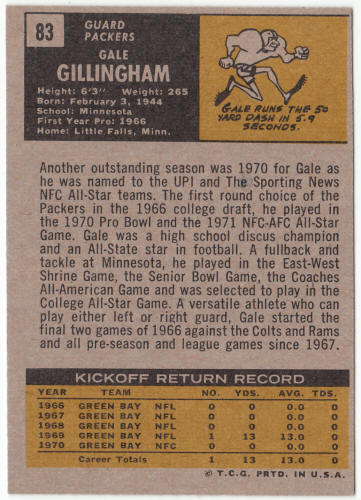 83
GUARD
PACKERS
GALE
GILLINGHAM
Height: 6'3" Weight: 265
Born: February 3, 1944
School: Minnesota
First Year Pro: 1966
Home: Little Falls, Minn.
GALE RUNS THE 50
YARD DASH IN 5.9
SECONDS.
Another outstanding season was 1970 for Gale as
he was named to the UPI and The Sporting News
NFC All-Star teams. The first round choice of the
Packers in the 1966 college draft, he played in
the 1970 Pro Bowl and the 1971 NFC-AFC All-Star
Game. Gale was a high school discus champion
and an All-State star in football. A fullback and
tackle at Minnesota, he played in the East-West
Shrine Game, the Senior Bowl Game, the Coaches
All-American Game and was selected to play in the
College All-Star Game. A versatile athlete who can
play either left or right guard, Gale started the
final two games of 1966 against the Colts and Rams
and all pre-season and league games since 1967.
KICKOFF RETURN RECORD
YEAR TEAM NO. YDS. AVG. TDS.
1966 GREEN BAY NFL 0 0 0.0 0
1967 GREEN BAY NFL 0 0 0.0 0
1968 GREEN BAY NFL 0 0 0.0 0
1969 GREEN BAY NFL 1 13 13.0 0
1970 GREEN BAY NFC 0 0 0.0 0
Career Totals 1 13 13.0 0
© T.C.G. PRTD. IN U.S.A.